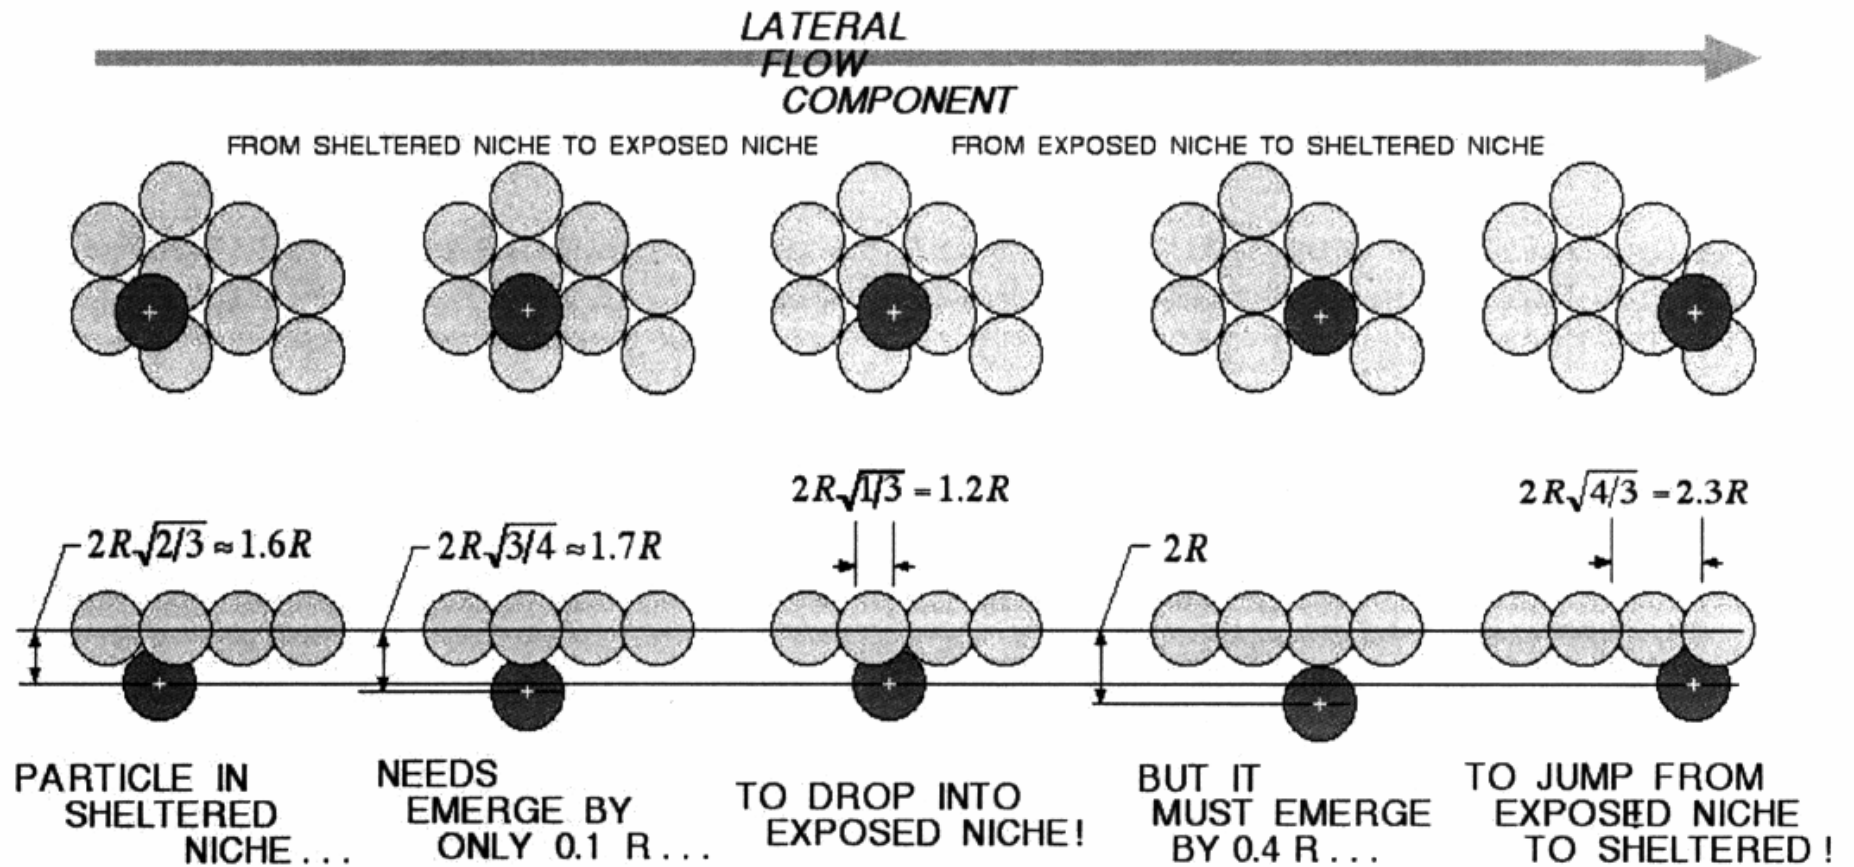 LATERAL
FLOW
COMPONENT
FROM SHELTERED NICHE TO EXPOSED NICHE
FROM EXPOSED NICHE TO SHELTERED NICHE
2R√2/3 ≈ 1.6R
2R√3/4 ≈ 1.7R
2R√1/3 = 1.2R
2R
2R√4/3 = 2.3R
PARTICLE IN
SHELTERED
NICHE...
NEEDS
EMERGE BY
ONLY 0.1 R...
TO DROP INTO
EXPOSED NICHE!
BUT IT
MUST EMERGE
BY 0.4 R...
TO JUMP FROM
EXPOSED NICHE
TO SHELTERED!